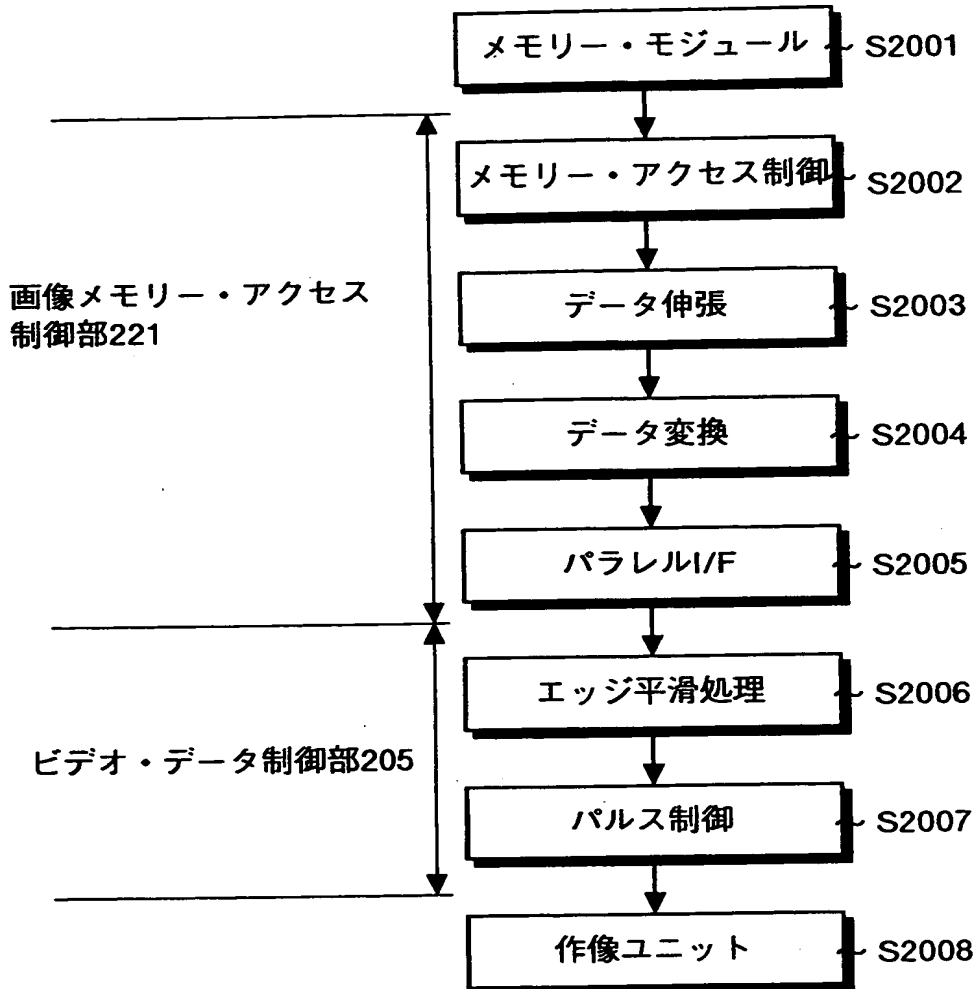 メモリー・モジュール S2001
メモリー・アクセス制御 S2002
画像メモリー・アクセス
制御部221
データ伸張 S2003
データ変換 S2004
パラレルI/F S2005
エッジ平滑処理 S2006
ビデオ・データ制御部205
パルス制御 S2007
作像ユニット S2008